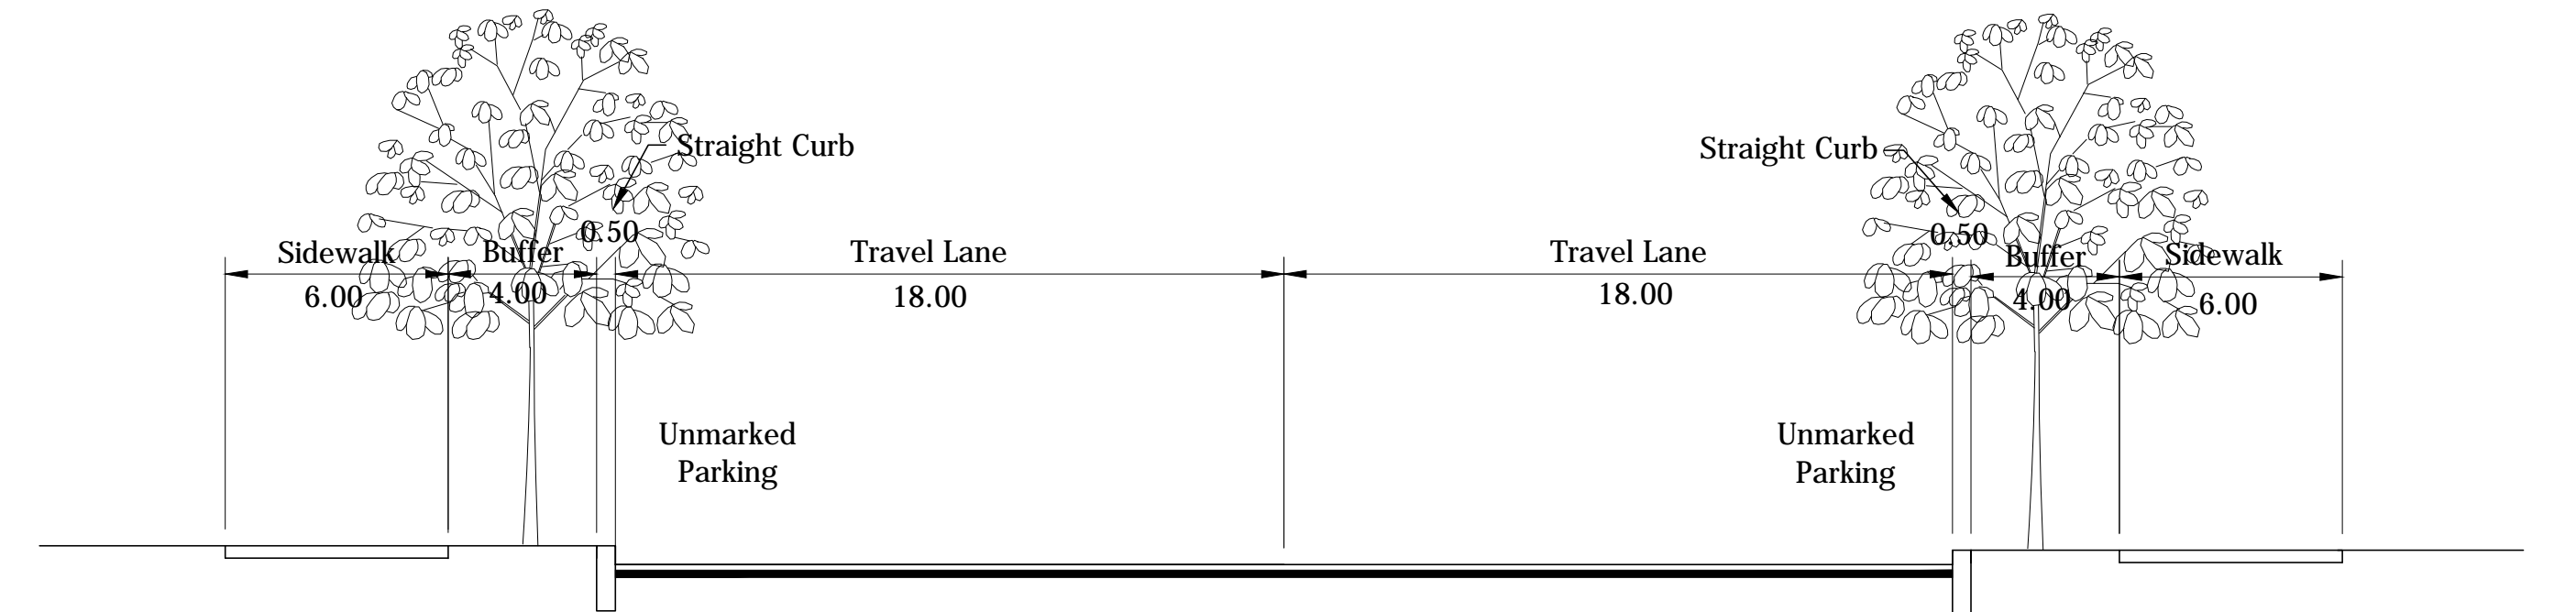 Straight Curb
Straight Curb
0.50
0.50
Sidewalk
Buffer
Travel Lane
Travel Lane
Buffer
Sidewalk
6.00
4.00
18.00
18.00
4.00
6.00
Unmarked
Parking
Unmarked
Parking